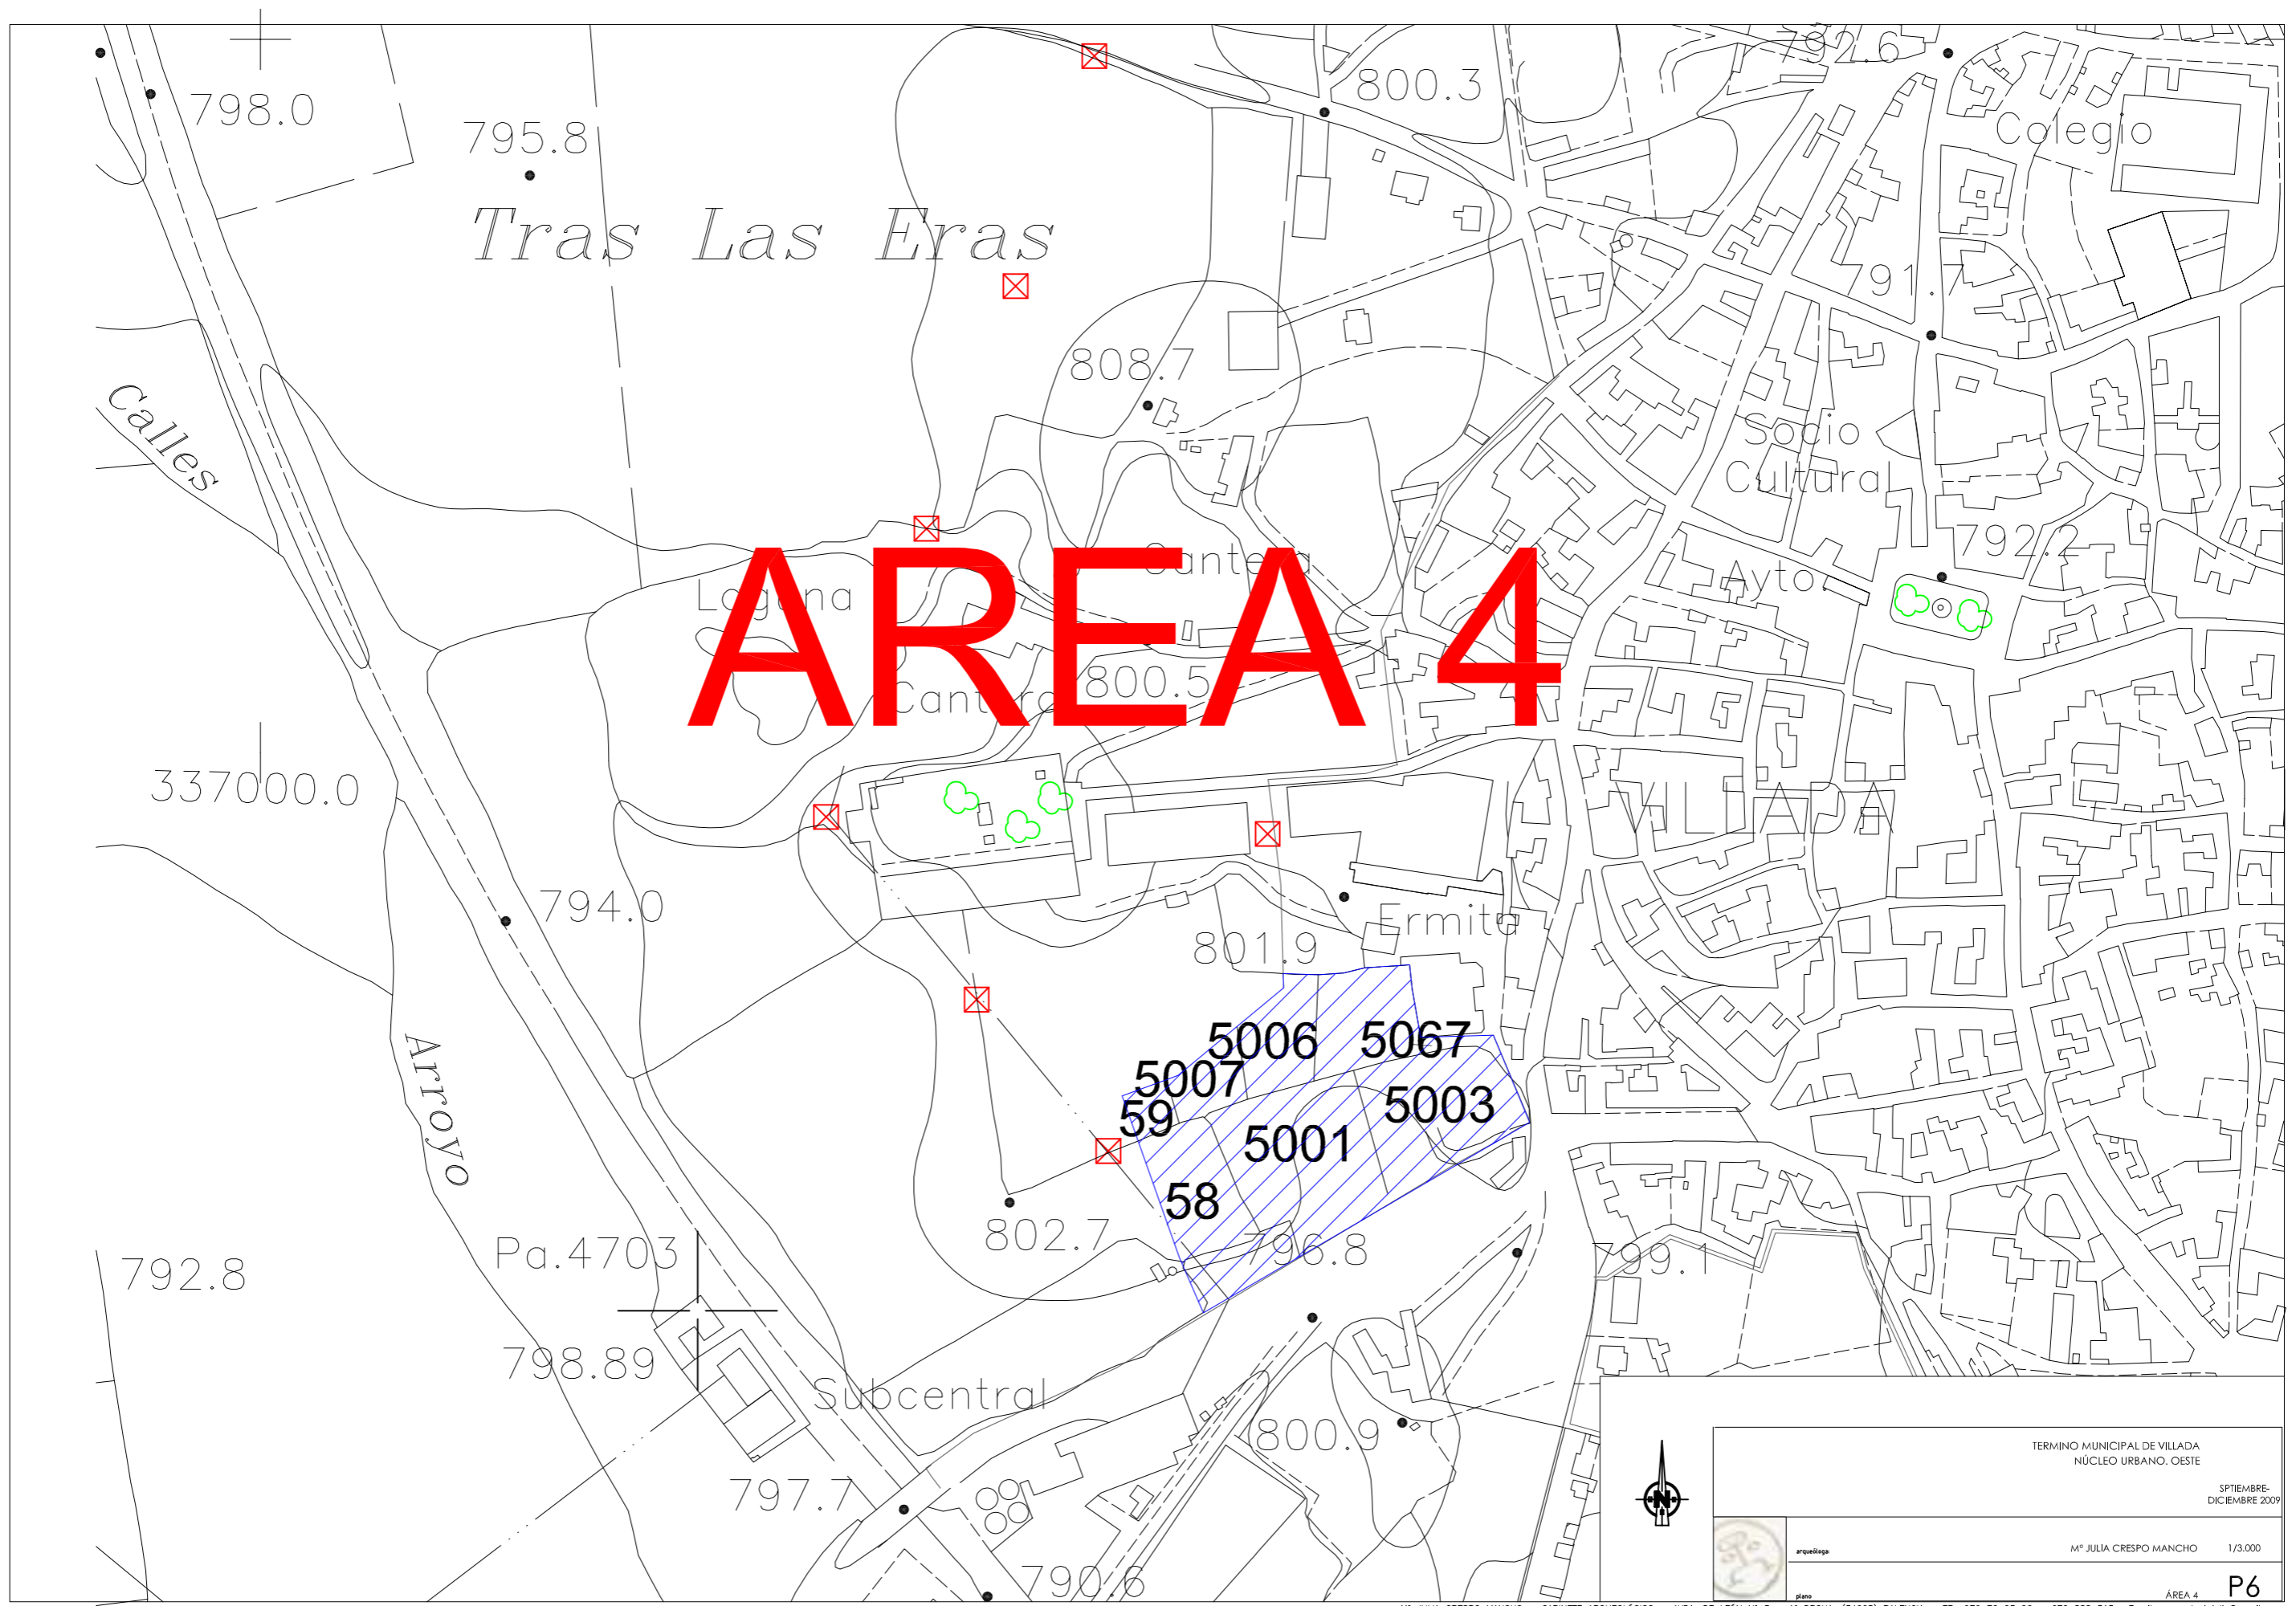 792.6
798.0
795.8
800.3
Colegio
Tras Las Eras
791.7
808.7
Calles
Socio
Cultural
792.2
Cantera
Ayto
Laguna
AREA 4
Cantera
800.5
337000.0
VILLADA
794.0
Ermita
801.9
5006
5067
5007
59
5003
5001
Arroyo
58
802.7
796.8
799.1
Pa.4703
792.8
798.89
Subcentral
800.9
797.7
790.6
N
TERMINO MUNICIPAL DE VILLADA
NÚCLEO URBANO. OESTE
SPTIEMBRE-
DICIEMBRE 2009
arqueóloga:
Mª JULIA CRESPO MANCHO 1/3.000
plano
ÁREA 4 P6